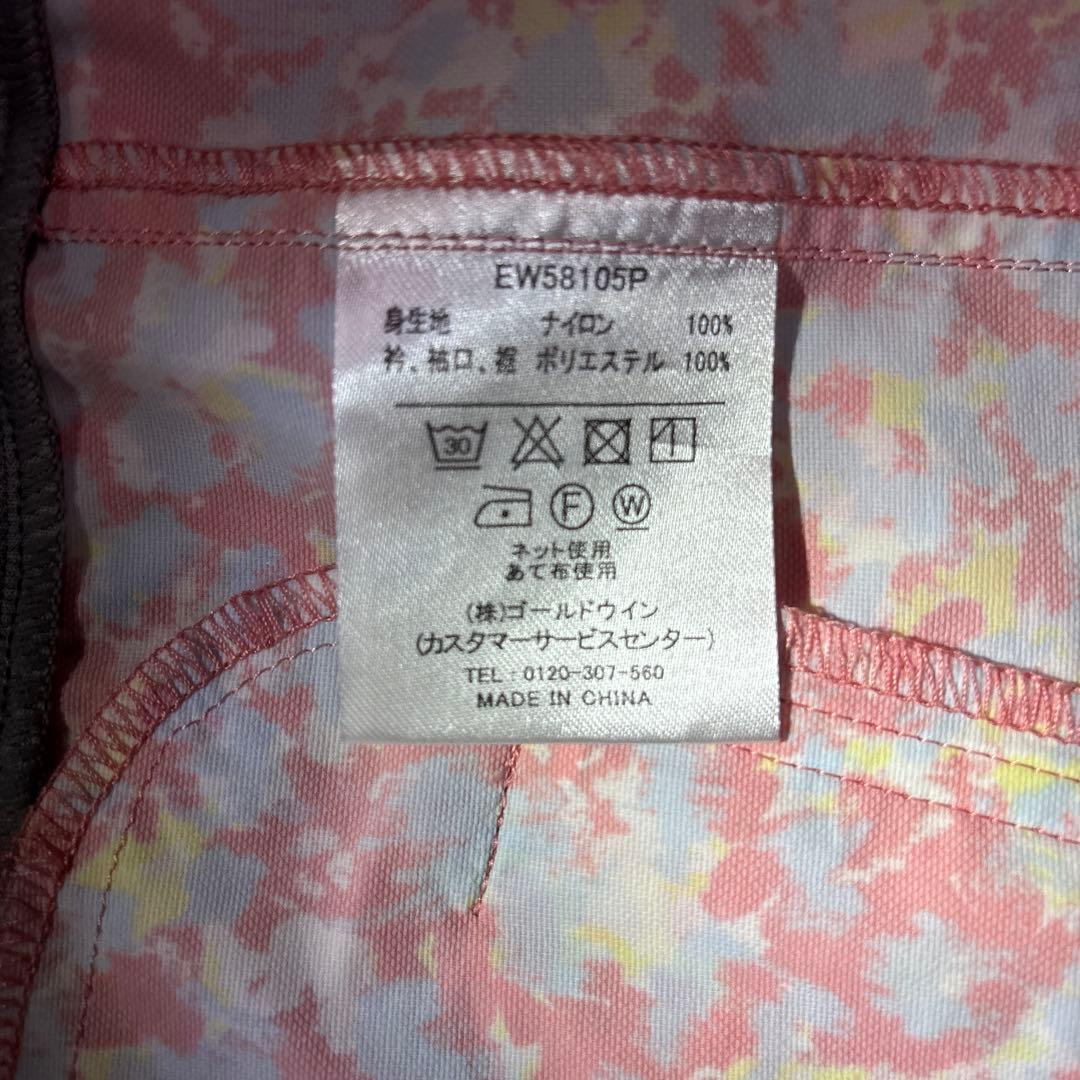 EW58105P
身生地 ナイロン 100%
衿、袖口、裾 ポリエステル 100%
30
F W
ネット使用
あて布使用
(株)ゴールドウイン
(カスタマーサービスセンター)
TEL:0120-307-560
MADE IN CHINA